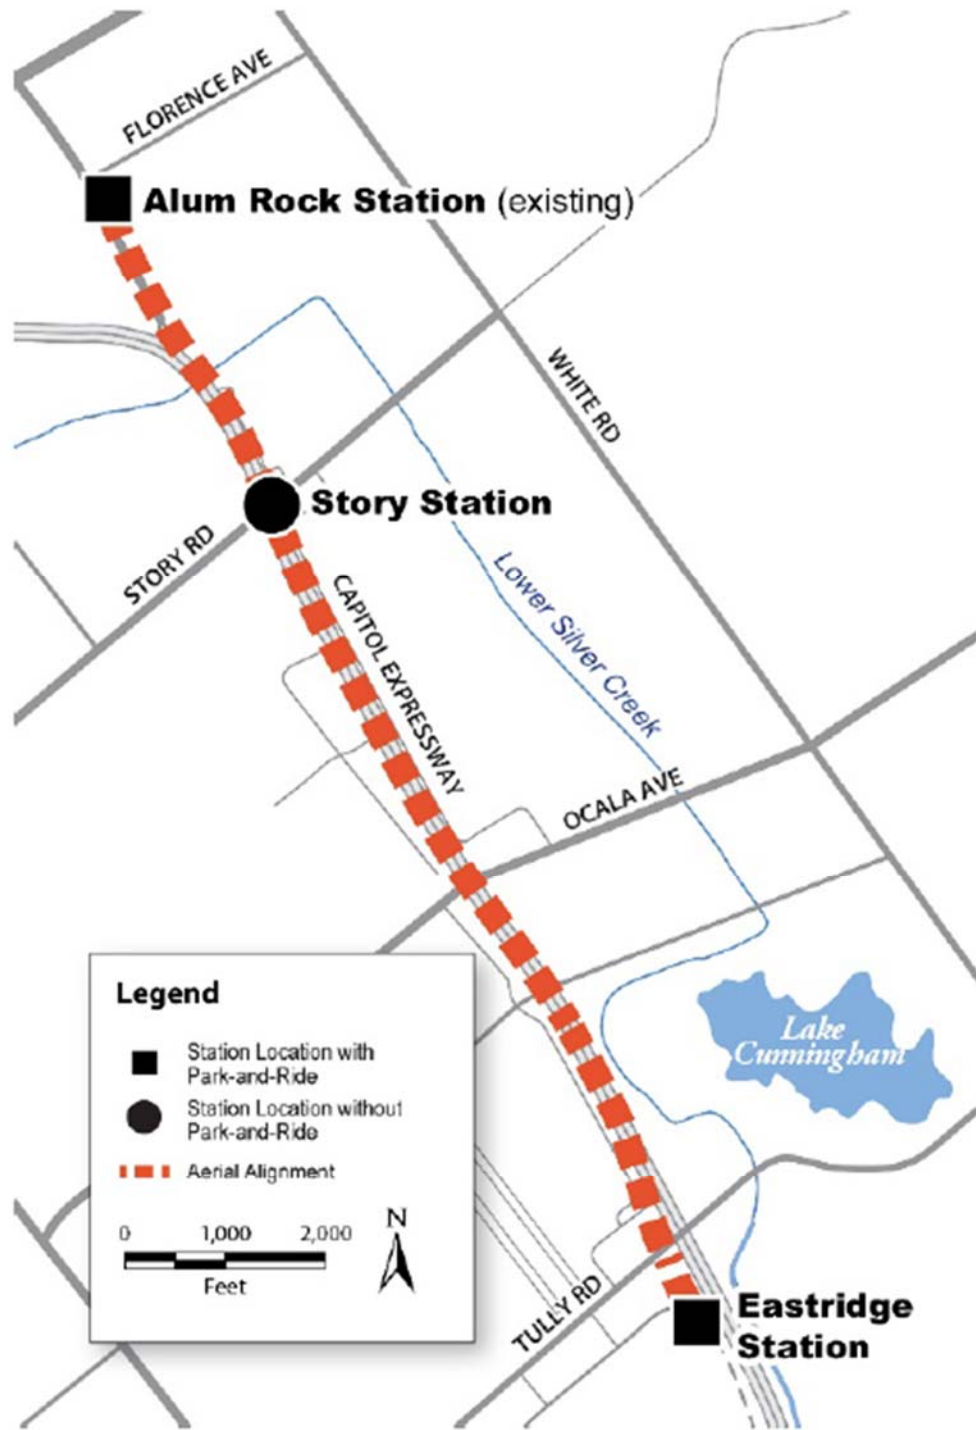 FLORENCE AVE
Alum Rock Station (existing)
WHITE RD
Story Station
STORY RD
CAPITOL EXPRESSWAY
Lower Silver Creek
OCALA AVE
Lake
Cunningham
Legend
Station Location with
Park-and-Ride
Station Location without
Park-and-Ride
Aerial Alignment
0 1,000 2,000
Feet
N
TULLY RD
Eastridge
Station